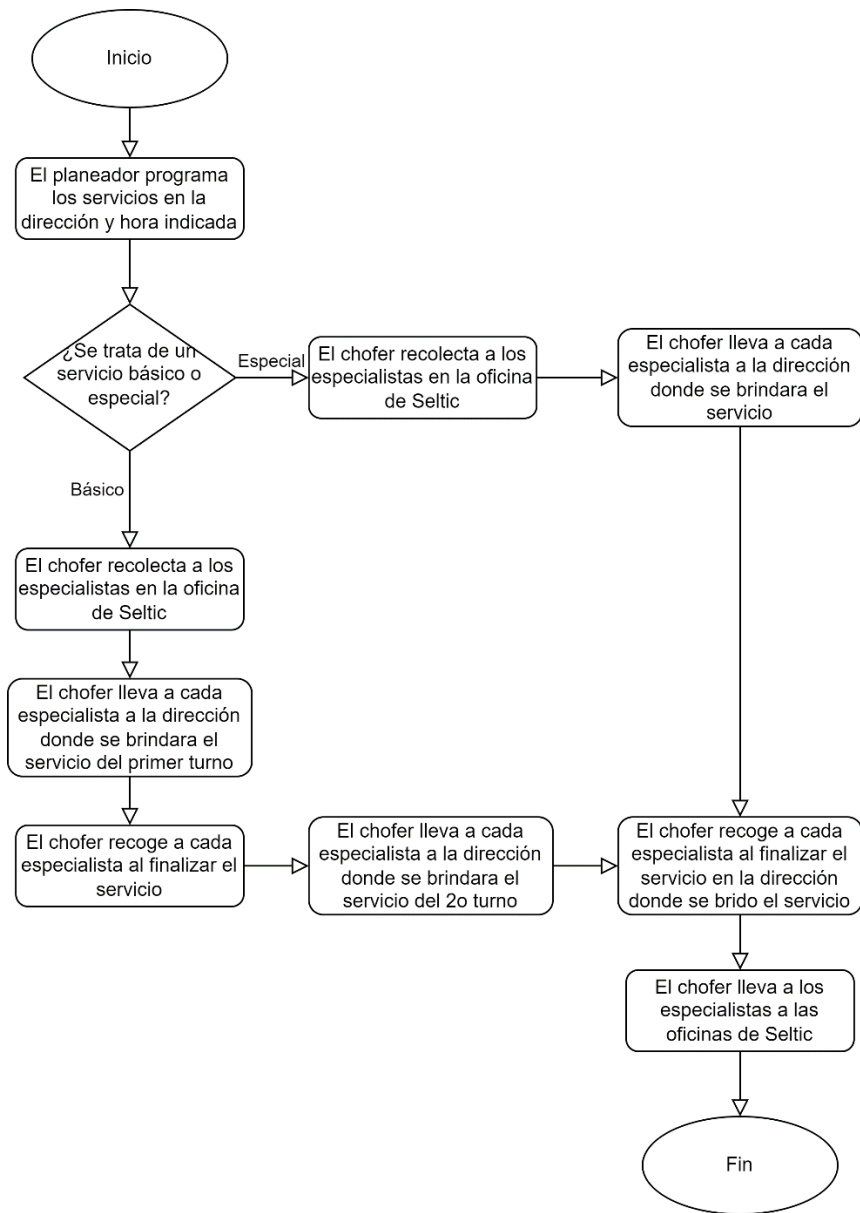 Inicio
El planeador programa
los servicios en la
dirección y hora indicada
¿Se trata de un
servicio básico o
especial?
Especial
El chofer recolecta a los
especialistas en la oficina
de Seltic
El chofer lleva a cada
especialista a la dirección
donde se brindara el
servicio
Básico
El chofer recolecta a los
especialistas en la oficina
de Seltic
El chofer lleva a cada
especialista a la dirección
donde se brindara el
servicio del primer turno
El chofer recoge a cada
especialista al finalizar el
servicio
El chofer lleva a cada
especialista a la dirección
donde se brindara el
servicio del 2o turno
El chofer recoge a cada
especialista al finalizar el
servicio en la dirección
donde se brido el servicio
El chofer lleva a los
especialistas a las
oficinas de Seltic
Fin